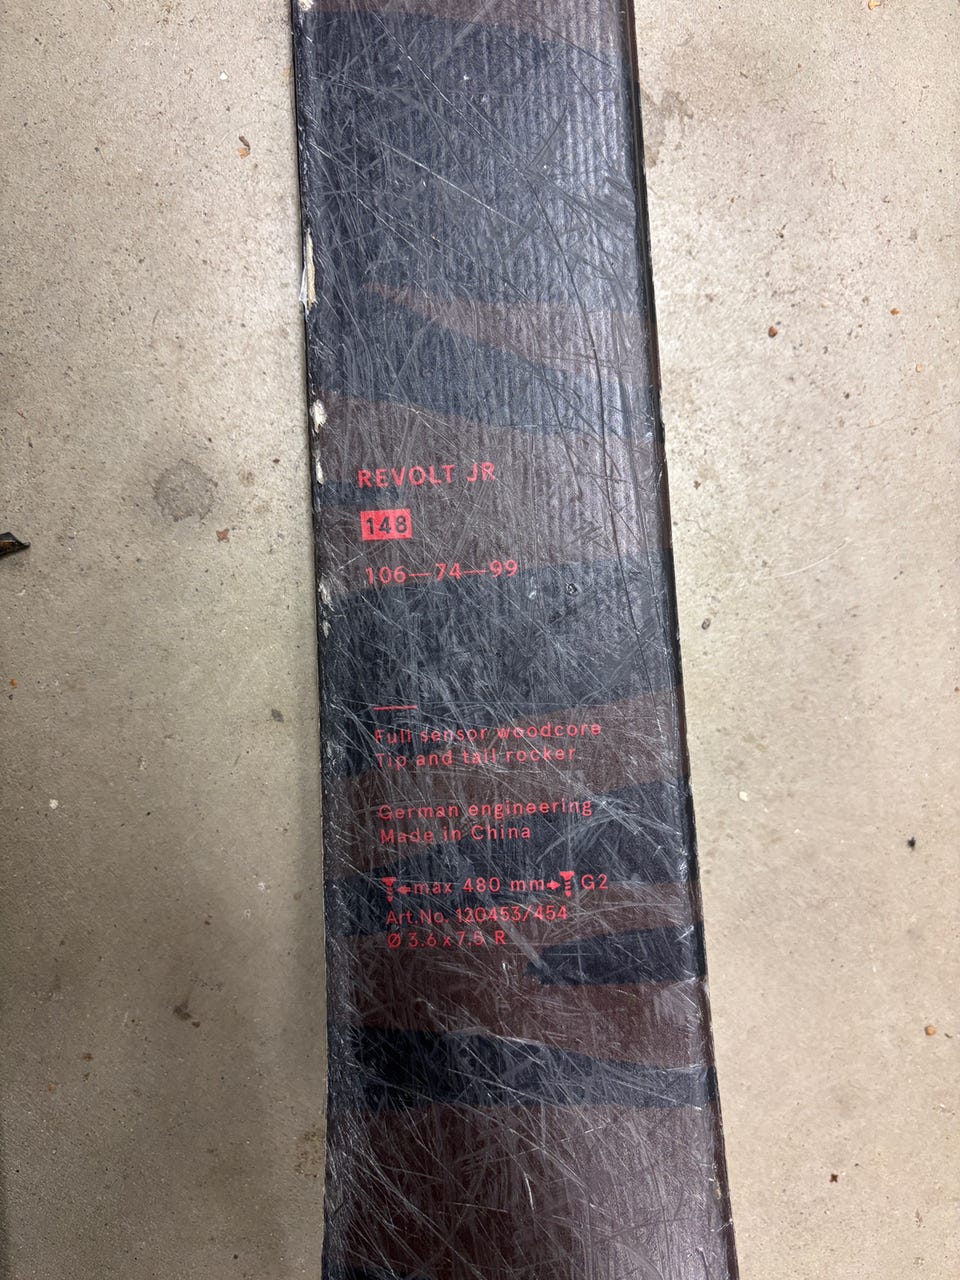 REVOLT JR
148
106—74—99
Full sensor woodcore
Tip and tail rocker
German engineering
Made in China
max 480 mm G2
Art.No. 120453/454
Ø 3.6 x 7.5 R